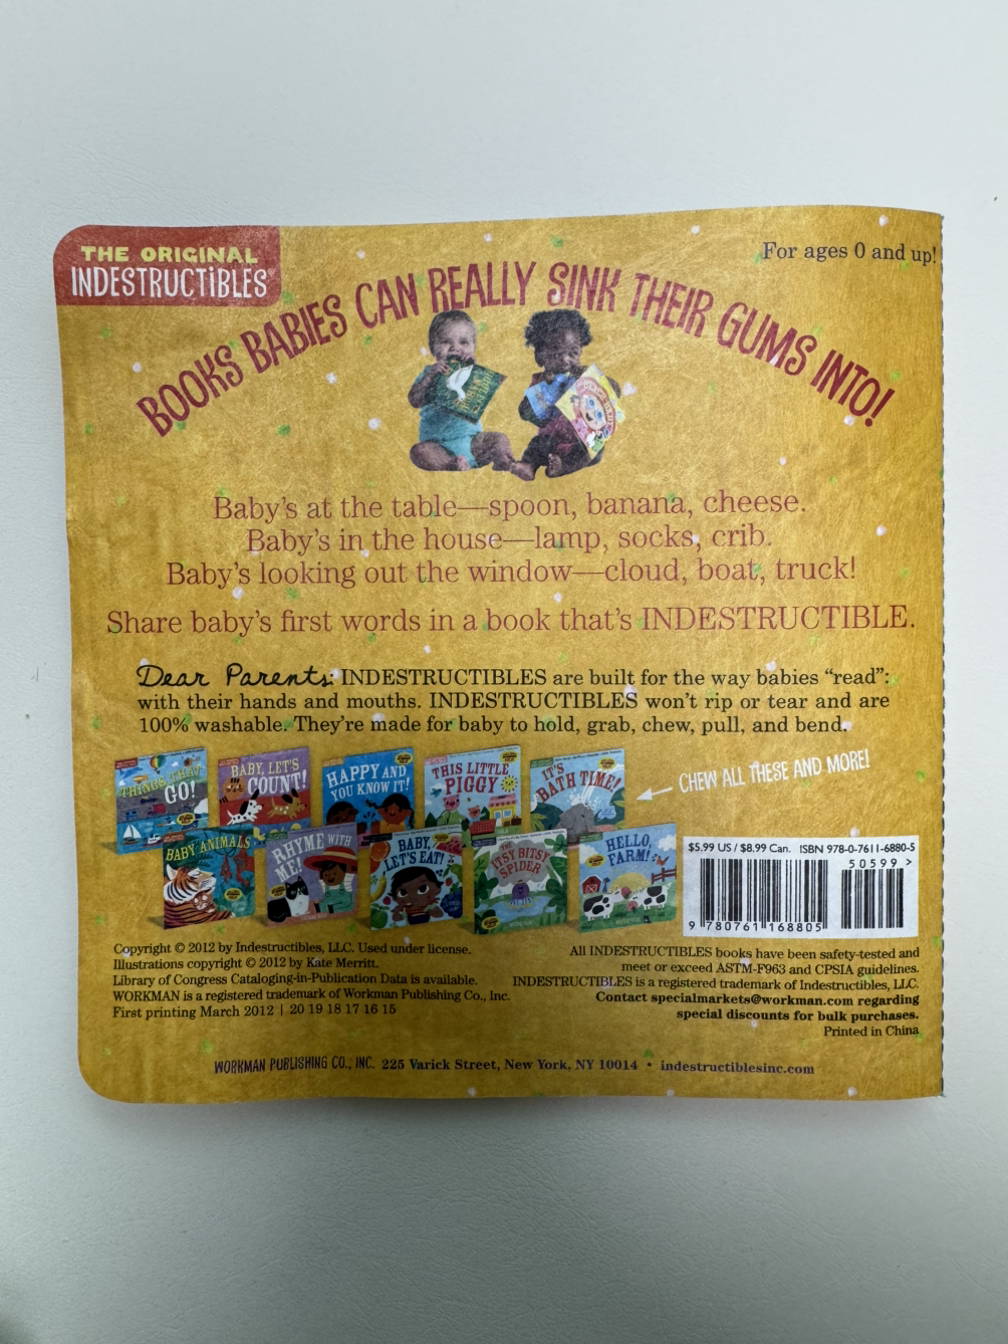 THE ORIGINAL
INDESTRUCTIBLES
For ages 0 and up!
BOOKS BABIES CAN REALLY SINK THEIR GUMS INTO!
Baby's at the table—spoon, banana, cheese.
Baby's in the house—lamp, socks, crib.
Baby's looking out the window—cloud, boat, truck!
Share baby's first words in a book that's INDESTRUCTIBLE.
Dear Parents: INDESTRUCTIBLES are built for the way babies “read”:
with their hands and mouths. INDESTRUCTIBLES won't rip or tear and are
100% washable. They're made for baby to hold, grab, chew, pull, and bend.
THINGS THAT
GO!
BABY, LET'S
COUNT!
HAPPY AND
YOU KNOW IT!
THIS LITTLE
PIGGY
IT'S
BATH TIME!
CHEW ALL THESE AND MORE!
BABY ANIMALS
RHYME WITH
ME!
BABY,
LET'S EAT!
THE
ITSY BITSY
SPIDER
HELLO,
FARM!
$5.99 US / $8.99 Can. ISBN 978-0-7611-6880-5
50599 >
9 780761 168805
Copyright © 2012 by Indestructibles, LLC. Used under license.
Illustrations copyright © 2012 by Kate Merritt.
Library of Congress Cataloging-in-Publication Data is available.
WORKMAN is a registered trademark of Workman Publishing Co., Inc.
First printing March 2012 | 20 19 18 17 16 15
All INDESTRUCTIBLES books have been safety-tested and
meet or exceed ASTM-F963 and CPSIA guidelines.
INDESTRUCTIBLES is a registered trademark of Indestructibles, LLC.
Contact specialmarkets@workman.com regarding
special discounts for bulk purchases.
Printed in China
WORKMAN PUBLISHING CO., INC. 225 Varick Street, New York, NY 10014 • indestructiblesinc.com